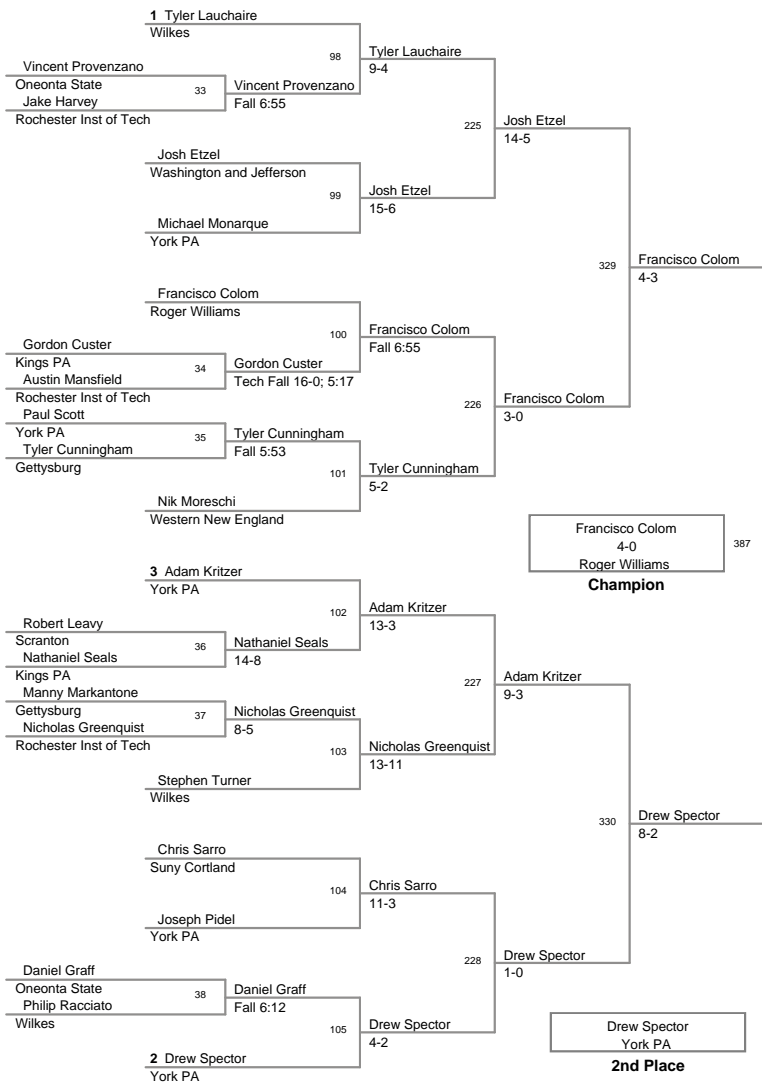 1 Tyler Lauchaire
Wilkes
98
Tyler Lauchaire
9-4
Vincent Provenzano
Oneonta State
33
Vincent Provenzano
Fall 6:55
Jake Harvey
Rochester Inst of Tech
225
Josh Etzel
14-5
Josh Etzel
Washington and Jefferson
99
Josh Etzel
15-6
Michael Monarque
York PA
329
Francisco Colom
4-3
Francisco Colom
Roger Williams
100
Francisco Colom
Fall 6:55
Gordon Custer
Kings PA
34
Gordon Custer
Tech Fall 16-0; 5:17
Austin Mansfield
Rochester Inst of Tech
226
Francisco Colom
3-0
Paul Scott
York PA
35
Tyler Cunningham
Fall 5:53
Tyler Cunningham
Gettysburg
101
Tyler Cunningham
5-2
Nik Moreschi
Western New England
Francisco Colom
4-0
Roger Williams
387
Champion
3 Adam Kritzer
York PA
102
Adam Kritzer
13-3
Robert Leavy
Scranton
36
Nathaniel Seals
14-8
Nathaniel Seals
Kings PA
227
Adam Kritzer
9-3
Manny Markantone
Gettysburg
37
Nicholas Greenquist
8-5
Nicholas Greenquist
Rochester Inst of Tech
103
Nicholas Greenquist
13-11
Stephen Turner
Wilkes
330
Drew Spector
8-2
Chris Sarro
Suny Cortland
104
Chris Sarro
11-3
Joseph Pidel
York PA
228
Drew Spector
1-0
Daniel Graff
Oneonta State
38
Daniel Graff
Fall 6:12
Philip Racciato
Wilkes
105
Drew Spector
4-2
2 Drew Spector
York PA
Drew Spector
York PA
2nd Place